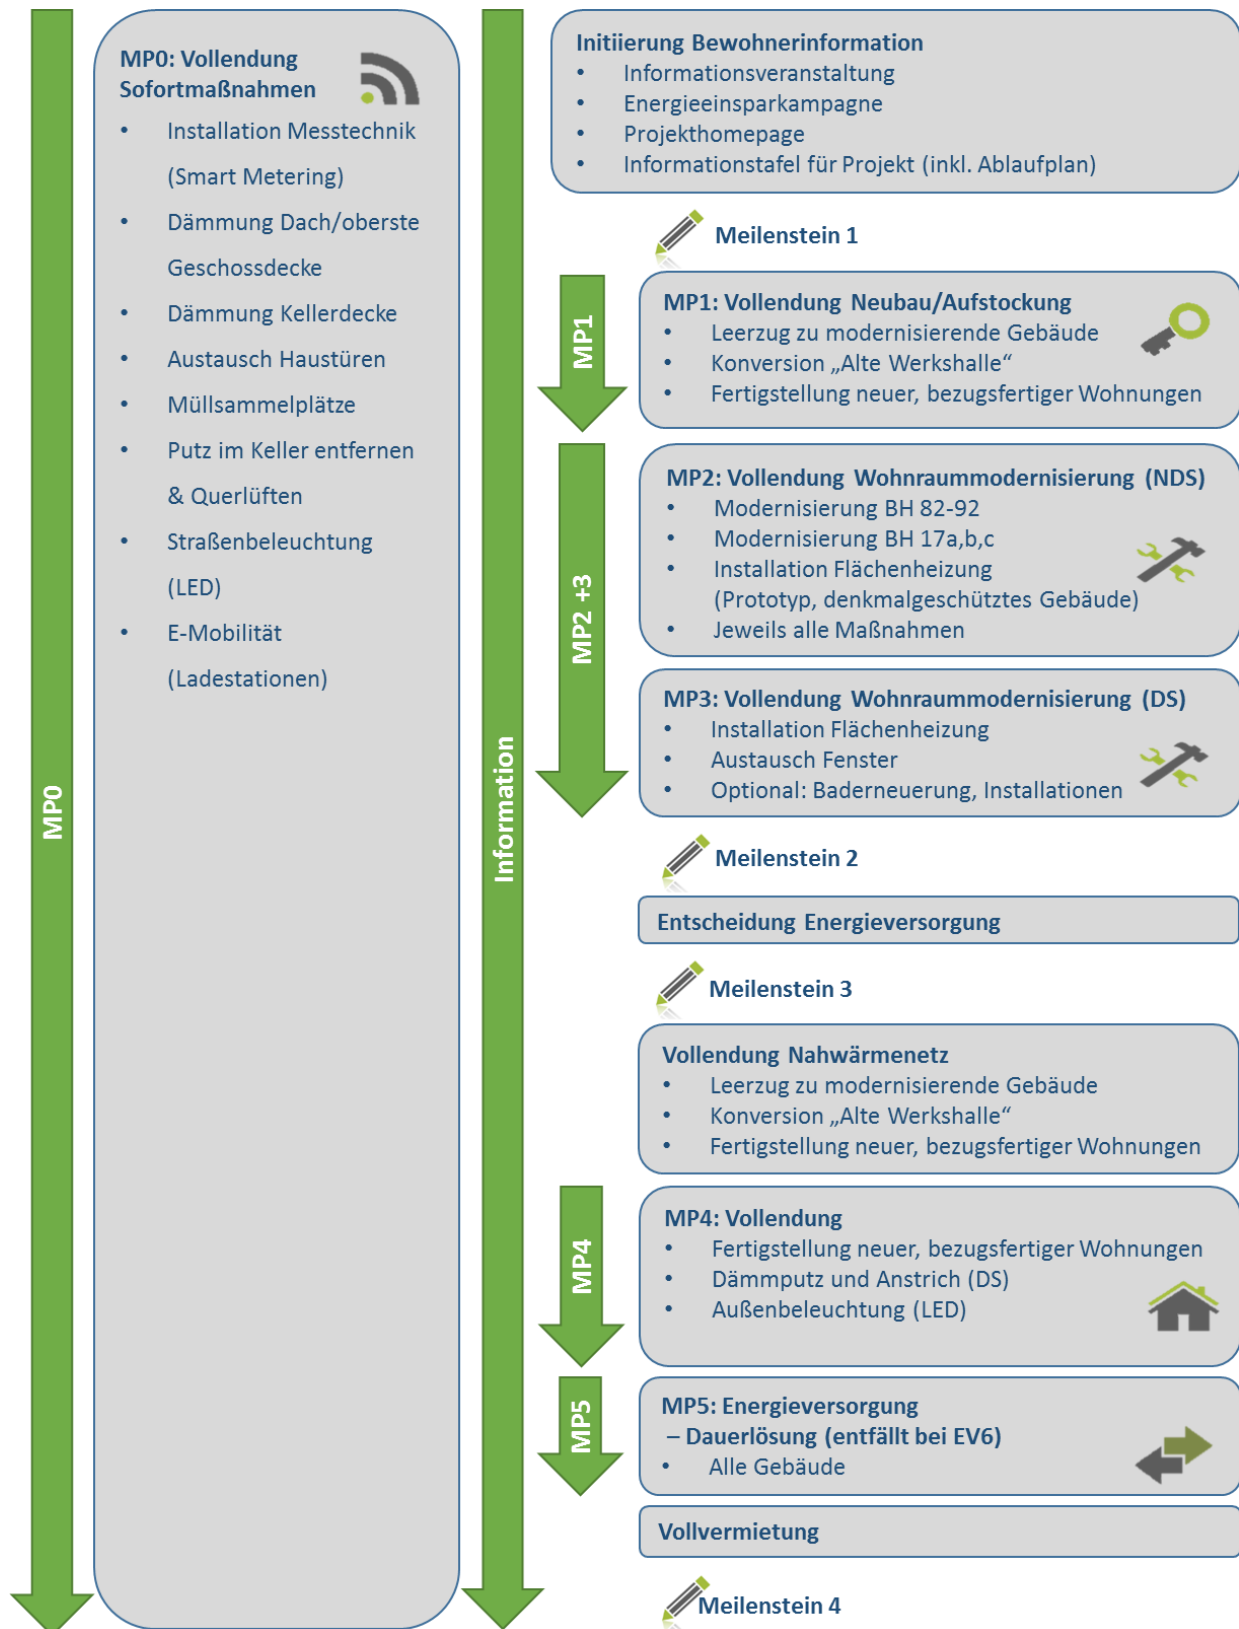 MP0
MP0: Vollendung
Sofortmaßnahmen
• Installation Messtechnik
(Smart Metering)
• Dämmung Dach/oberste
Geschossdecke
• Dämmung Kellerdecke
• Austausch Haustüren
• Müllsammelplätze
• Putz im Keller entfernen
& Querlüften
• Straßenbeleuchtung
(LED)
• E-Mobilität
(Ladestationen)
Information
Initiierung Bewohnerinformation
• Informationsveranstaltung
• Energieeinsparkampagne
• Projekthomepage
• Informationstafel für Projekt (inkl. Ablaufplan)
Meilenstein 1
MP1
MP1: Vollendung Neubau/Aufstockung
• Leerzug zu modernisierende Gebäude
• Konversion „Alte Werkshalle“
• Fertigstellung neuer, bezugsfertiger Wohnungen
MP2 +3
MP2: Vollendung Wohnraummodernisierung (NDS)
• Modernisierung BH 82-92
• Modernisierung BH 17a,b,c
• Installation Flächenheizung
(Prototyp, denkmalgeschütztes Gebäude)
• Jeweils alle Maßnahmen
MP3: Vollendung Wohnraummodernisierung (DS)
• Installation Flächenheizung
• Austausch Fenster
• Optional: Baderneuerung, Installationen
Meilenstein 2
Entscheidung Energieversorgung
Meilenstein 3
Vollendung Nahwärmenetz
• Leerzug zu modernisierende Gebäude
• Konversion „Alte Werkshalle“
• Fertigstellung neuer, bezugsfertiger Wohnungen
MP4
MP4: Vollendung
• Fertigstellung neuer, bezugsfertiger Wohnungen
• Dämmputz und Anstrich (DS)
• Außenbeleuchtung (LED)
MP5
MP5: Energieversorgung
– Dauerlösung (entfällt bei EV6)
• Alle Gebäude
Vollvermietung
Meilenstein 4